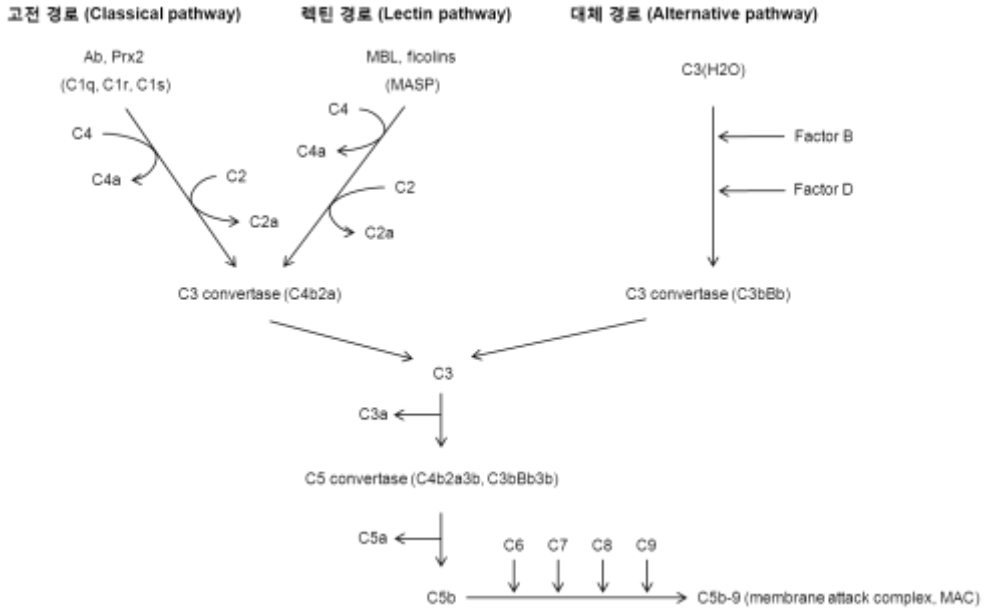 고전 경로 (Classical pathway)
렉틴 경로 (Lectin pathway)
대체 경로 (Alternative pathway)
Ab, Prx2
(C1q, C1r, C1s)
MBL, ficolins
(MASP)
C3(H2O)
C4
C4a
C2
C2a
C4
C4a
C2
C2a
Factor B
Factor D
C3 convertase (C4b2a)
C3 convertase (C3bBb)
C3
C3a
C5 convertase (C4b2a3b, C3bBb3b)
C5a
C6
C7
C8
C9
C5b
C5b-9 (membrane attack complex, MAC)